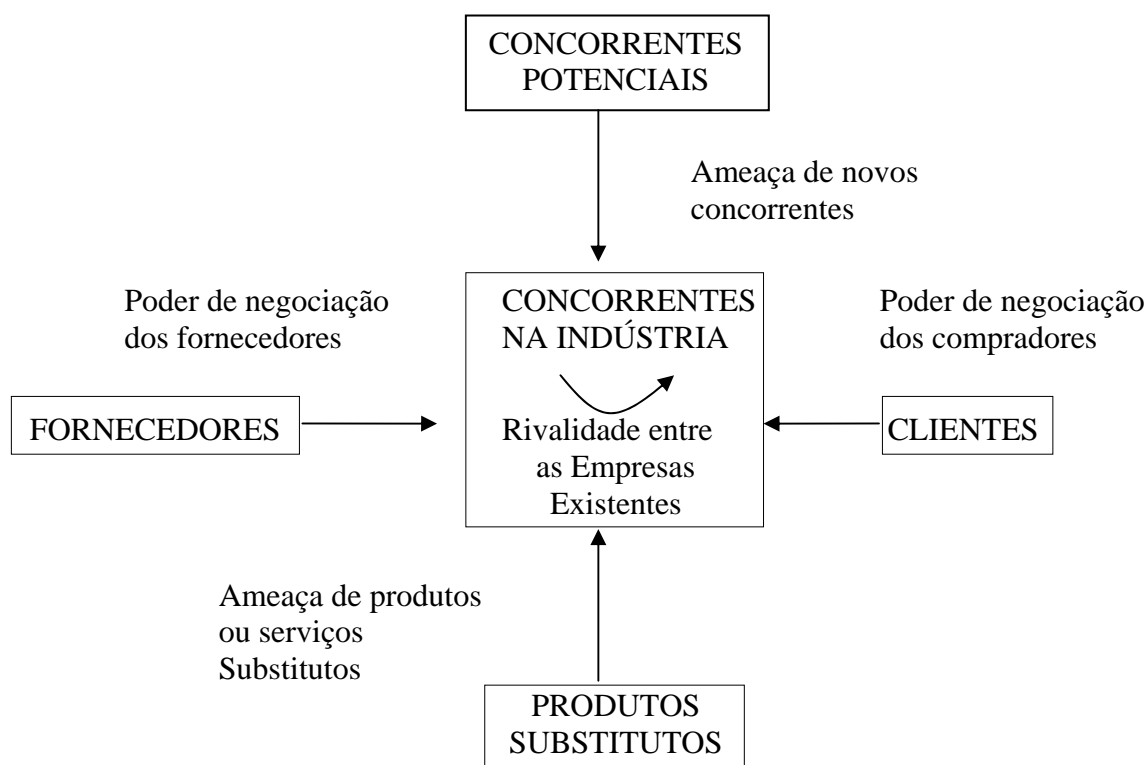 CONCORRENTES
POTENCIAIS
Ameaça de novos
concorrentes
Poder de negociação
dos fornecedores
CONCORRENTES
NA INDÚSTRIA
Poder de negociação
dos compradores
FORNECEDORES
Rivalidade entre
as Empresas
Existentes
CLIENTES
Ameaça de produtos
ou serviços
Substitutos
PRODUTOS
SUBSTITUTOS